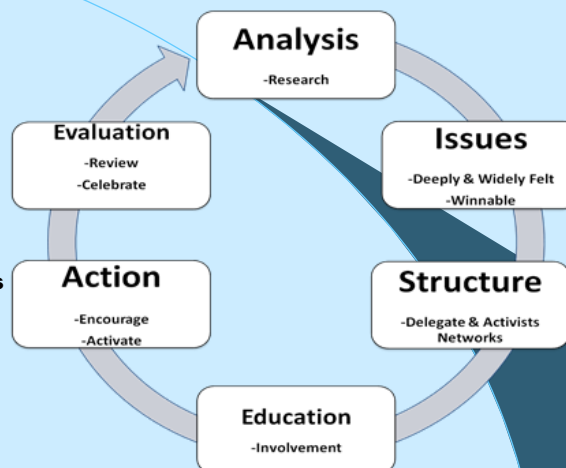 Analysis
-Research
Issues
-Deeply & Widely Felt
-Winnable
Structure
-Delegate & Activists
Networks
Education
-Involvement
Action
-Encourage
-Activate
Evaluation
-Review
-Celebrate
s